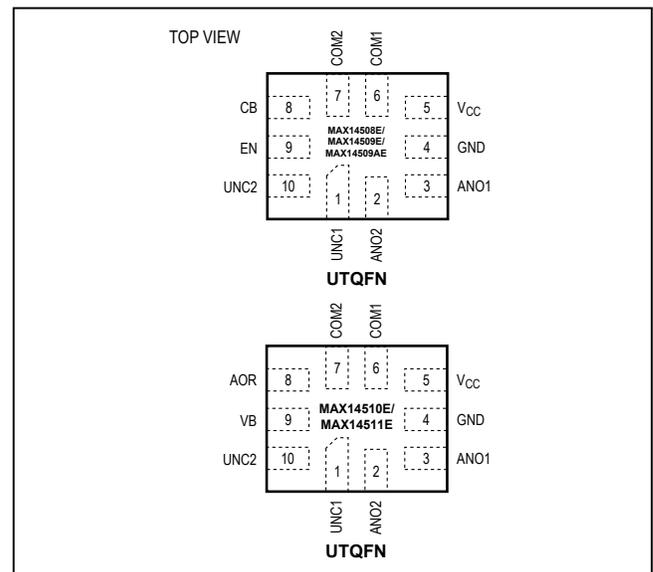 TOP VIEW
COM2
COM1
7
6
CB
8
5
VCC
MAX14508E/
MAX14509E/
MAX14509AE
EN
9
4
GND
UNC2
10
3
ANO1
1
2
UNC1
ANO2
UTQFN
COM2
COM1
7
6
AOR
8
5
VCC
MAX14510E/
MAX14511E
VB
9
4
GND
UNC2
10
3
ANO1
1
2
UNC1
ANO2
UTQFN